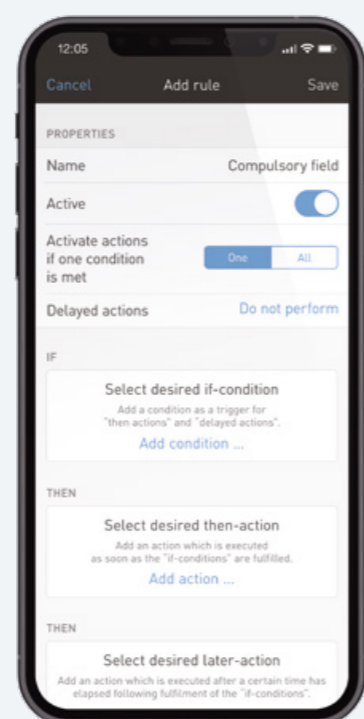 12:05
Cancel Add rule Save
PROPERTIES
Name Compulsory field
Active
Activate actions
if one condition
is met
One All
Delayed actions Do not perform
IF
Select desired if-condition
Add a condition as a trigger for
"then actions" and "delayed actions".
Add condition ...
THEN
Select desired then-action
Add an action which is executed
as soon as the "if-conditions" are fulfilled.
Add action ...
THEN
Select desired later-action
Add an action which is executed after a certain time has
elapsed following fulfilment of the "if-conditions".